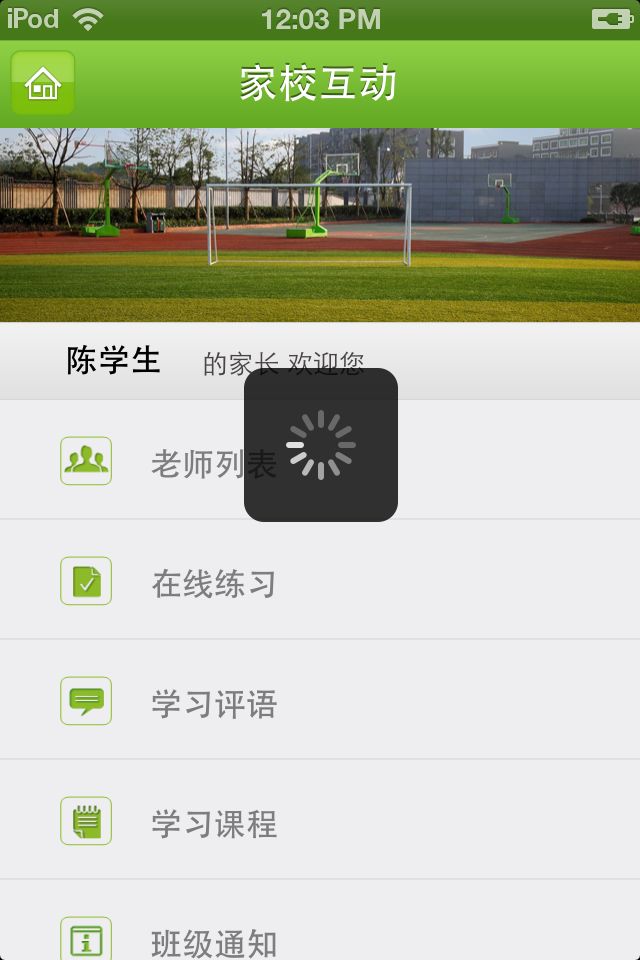 iPod 12:03 PM
家校互动
陈学生 的家长 欢迎您
老师列表
在线练习
学习评语
学习课程
班级通知